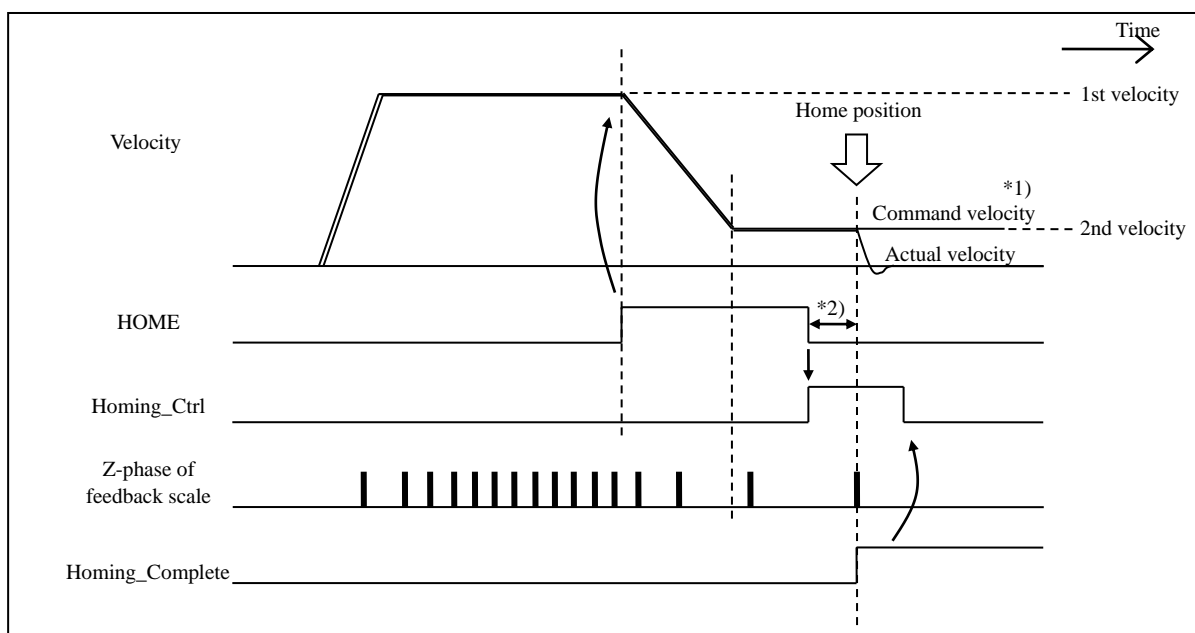 Time
1st velocity
Home position
Velocity
*1)
Command velocity
2nd velocity
Actual velocity
HOME
*2)
Homing_Ctrl
Z-phase of
feedback scale
Homing_Complete